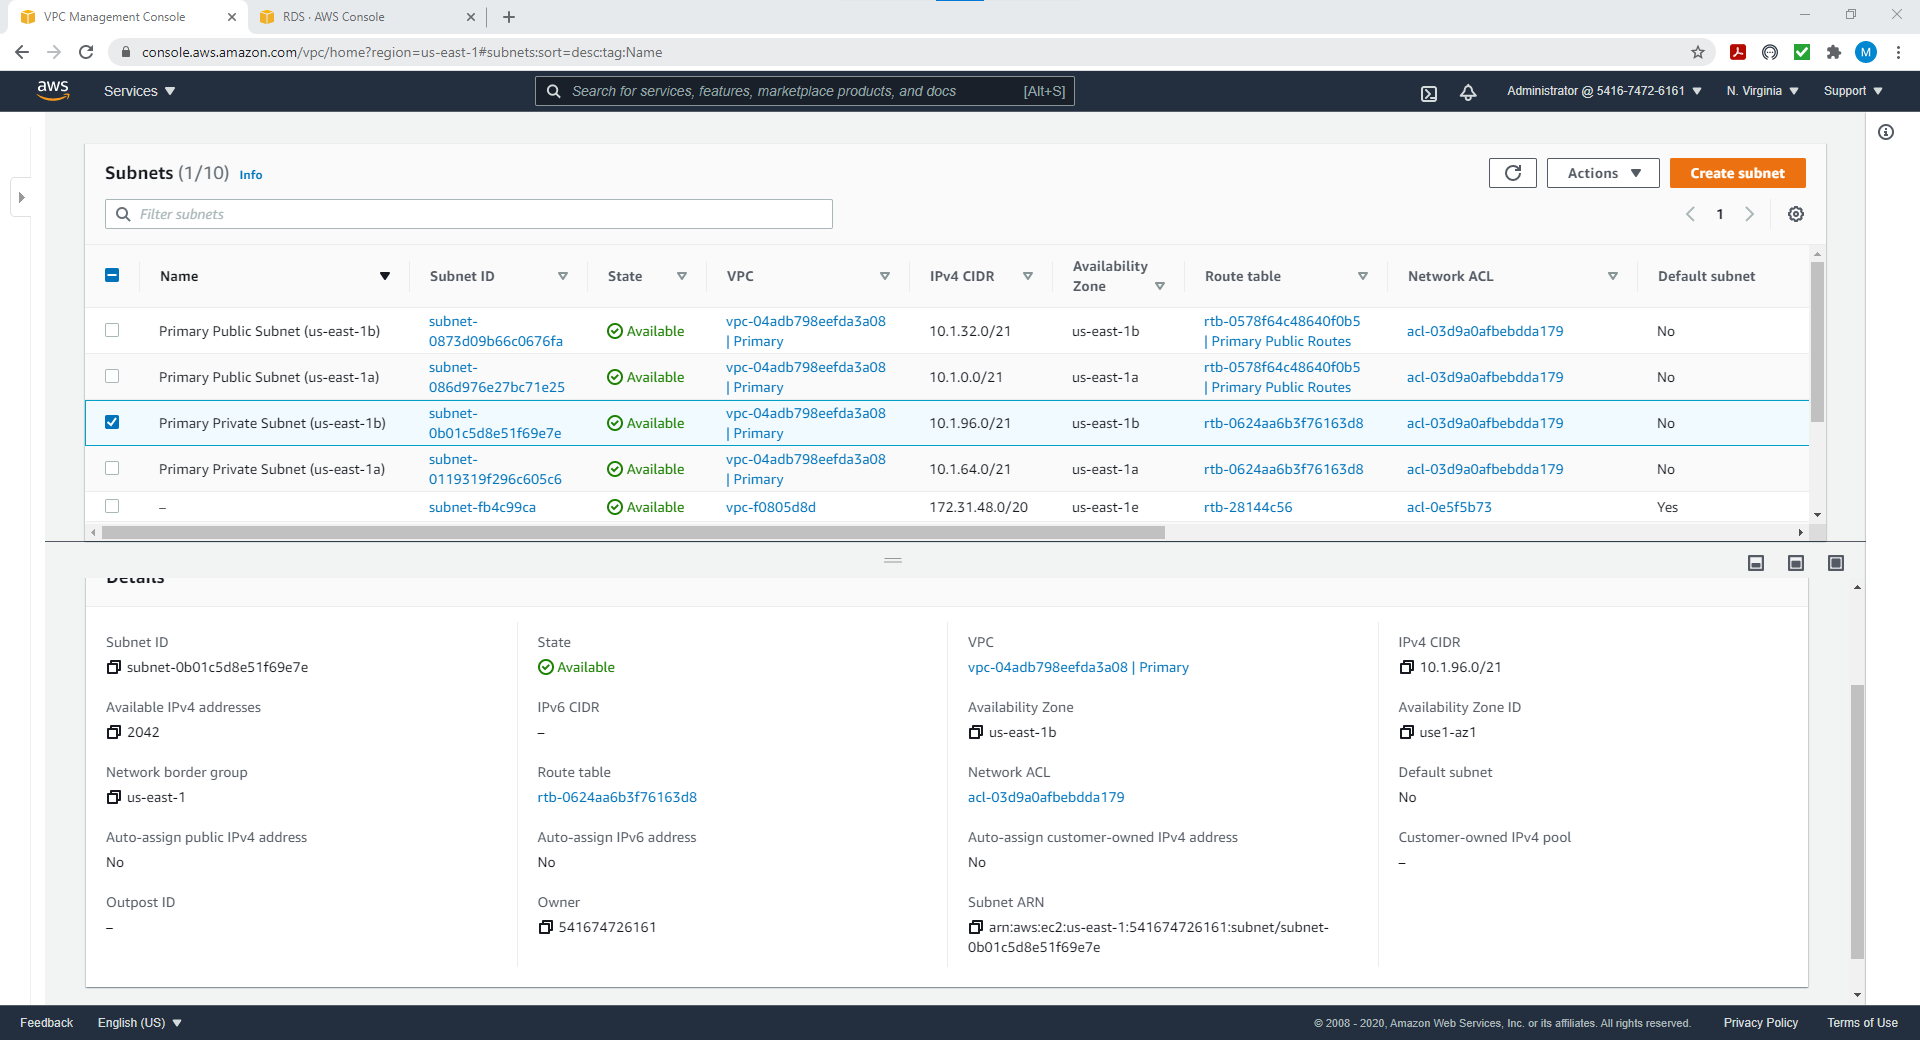 VPC Management Console
RDS · AWS Console
console.aws.amazon.com/vpc/home?region=us-east-1#subnets:sort=desc:tag:Name
M
aws
Services
Search for services, features, marketplace products, and docs
[Alt+S]
Administrator @ 5416-7472-6161
N. Virginia
Support
Subnets (1/10) Info
Actions
Create subnet
Filter subnets
1
Name
Subnet ID
State
VPC
IPv4 CIDR
Availability
Zone
Route table
Network ACL
Default subnet
Primary Public Subnet (us-east-1b)
subnet-
0873d09b66c0676fa
Available
vpc-04adb798eefda3a08
| Primary
10.1.32.0/21
us-east-1b
rtb-0578f64c48640f0b5
| Primary Public Routes
acl-03d9a0afbebdda179
No
Primary Public Subnet (us-east-1a)
subnet-
086d976e27bc71e25
Available
vpc-04adb798eefda3a08
| Primary
10.1.0.0/21
us-east-1a
rtb-0578f64c48640f0b5
| Primary Public Routes
acl-03d9a0afbebdda179
No
Primary Private Subnet (us-east-1b)
subnet-
0b01c5d8e51f69e7e
Available
vpc-04adb798eefda3a08
| Primary
10.1.96.0/21
us-east-1b
rtb-0624aa6b3f76163d8
acl-03d9a0afbebdda179
No
Primary Private Subnet (us-east-1a)
subnet-
0119319f296c605c6
Available
vpc-04adb798eefda3a08
| Primary
10.1.64.0/21
us-east-1a
rtb-0624aa6b3f76163d8
acl-03d9a0afbebdda179
No
–
subnet-fb4c99ca
Available
vpc-f0805d8d
172.31.48.0/20
us-east-1e
rtb-28144c56
acl-0e5f5b73
Yes
Details
Subnet ID
subnet-0b01c5d8e51f69e7e
State
Available
VPC
vpc-04adb798eefda3a08 | Primary
IPv4 CIDR
10.1.96.0/21
Available IPv4 addresses
2042
IPv6 CIDR
–
Availability Zone
us-east-1b
Availability Zone ID
use1-az1
Network border group
us-east-1
Route table
rtb-0624aa6b3f76163d8
Network ACL
acl-03d9a0afbebdda179
Default subnet
No
Auto-assign public IPv4 address
No
Auto-assign IPv6 address
No
Auto-assign customer-owned IPv4 address
No
Customer-owned IPv4 pool
–
Outpost ID
–
Owner
541674726161
Subnet ARN
arn:aws:ec2:us-east-1:541674726161:subnet/subnet-
0b01c5d8e51f69e7e
Feedback
English (US)
© 2008 - 2020, Amazon Web Services, Inc. or its affiliates. All rights reserved.
Privacy Policy
Terms of Use